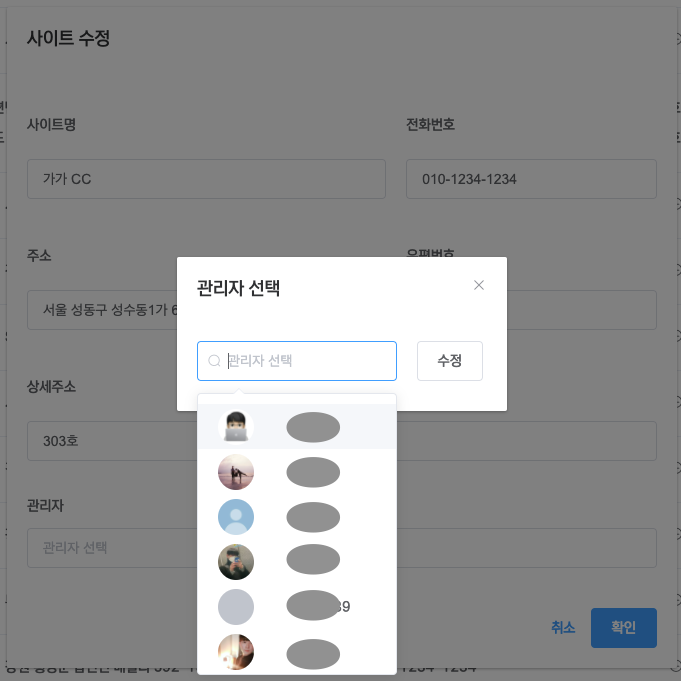 사이트 수정
사이트명
전화번호
가가 CC
010-1234-1234
주소
우편번호
서울 성동구 성수동1가 6
관리자 선택
관리자 선택
수정
상세주소
303호
관리자
관리자 선택
39
취소
확인